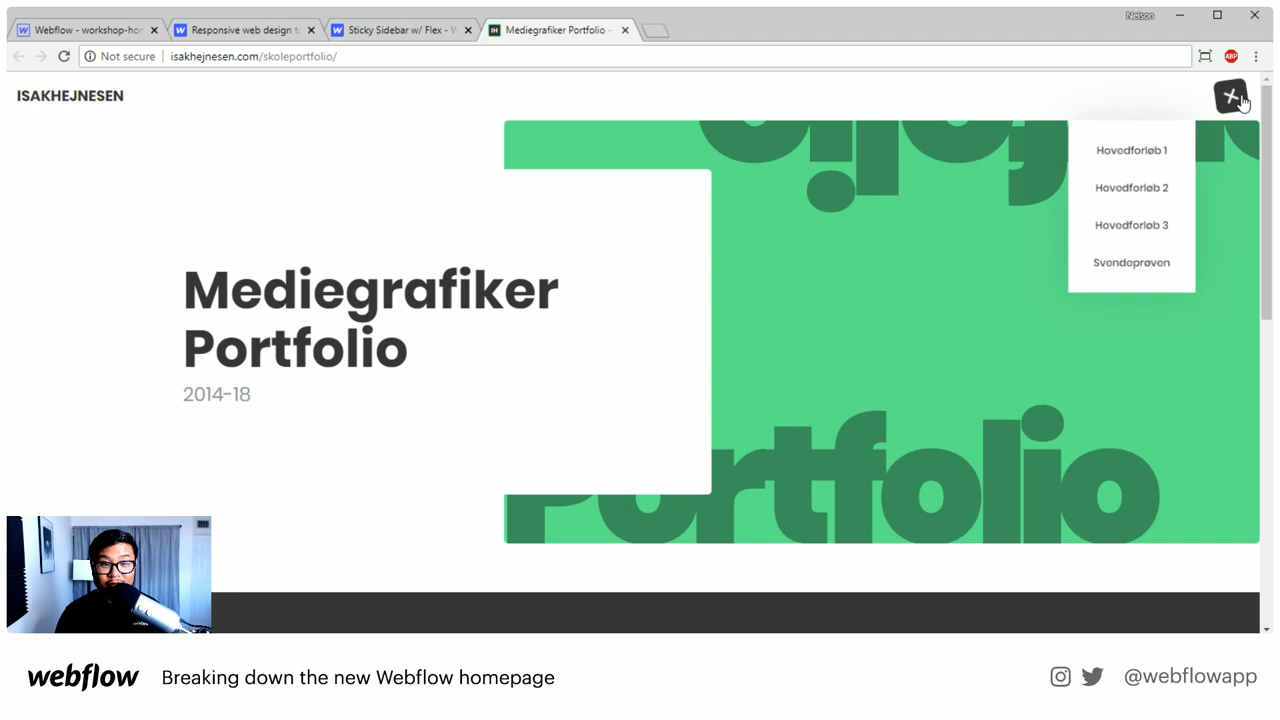 Nelson
Webflow - workshop-ho
Responsive web design t
Sticky Sidebar w/ Flex - W
Mediegrafiker Portfolio -
Not secure
isakhejnesen.com/skoleportfolio/
ABP
ISAKHEJNESEN
Hovedforløb 1
Hovedforløb 2
Hovedforløb 3
Svendeprøven
Mediegrafiker
Portfolio
2014-18
Portfolio
webflow
Breaking down the new Webflow homepage
@webflowapp